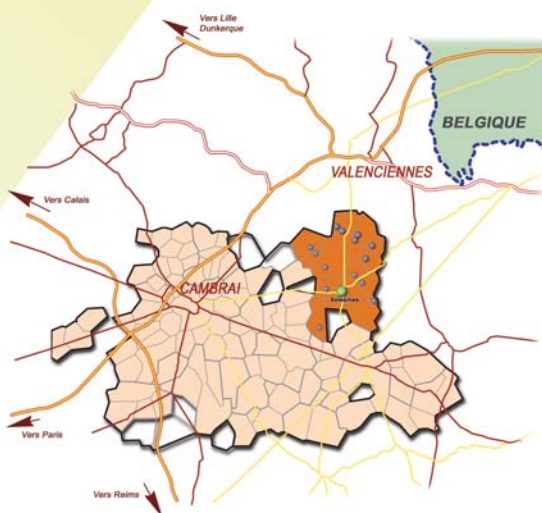 Vers Lille
Dunkerque
BELGIQUE
VALENCIENNES
Vers Calais
CAMBRAI
Solesmes
Vers Paris
Vers Reims